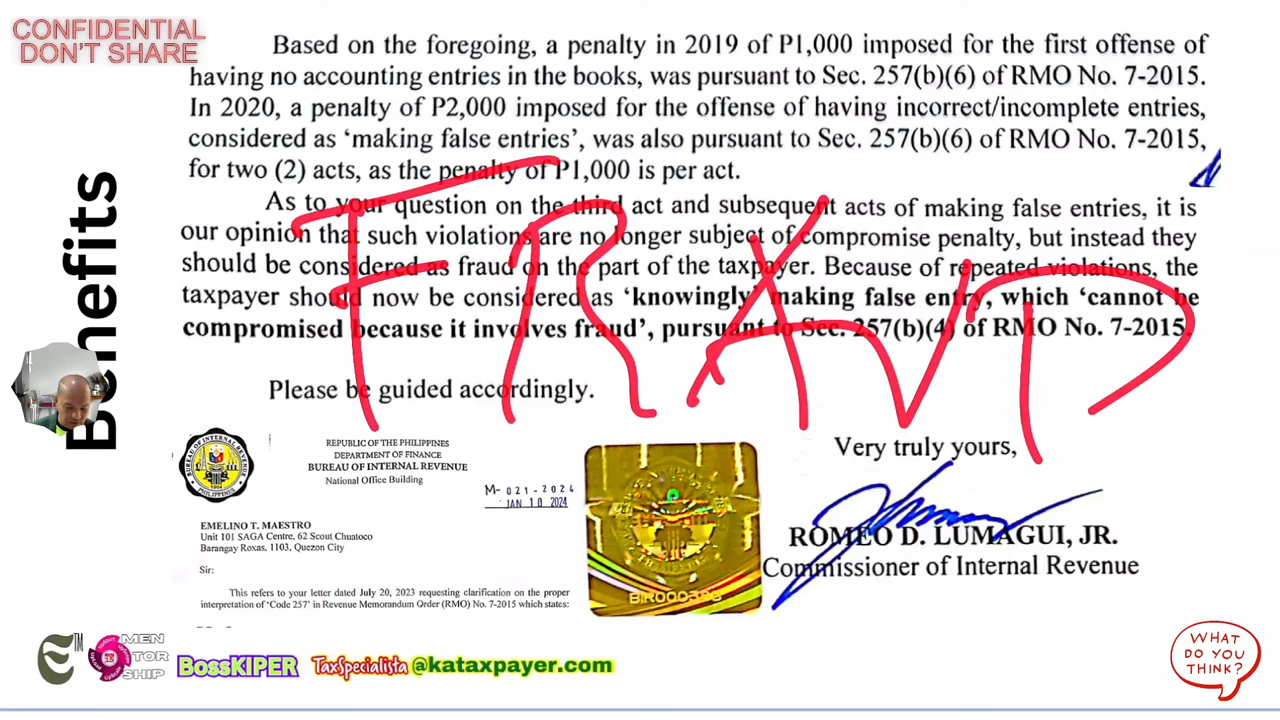 CONFIDENTIAL
DON'T SHARE
Based on the foregoing, a penalty in 2019 of P1,000 imposed for the first offense of
having no accounting entries in the books, was pursuant to Sec. 257(b)(6) of RMO No. 7-2015.
In 2020, a penalty of P2,000 imposed for the offense of having incorrect/incomplete entries,
considered as 'making false entries', was also pursuant to Sec. 257(b)(6) of RMO No. 7-2015,
for two (2) acts, as the penalty of P1,000 is per act.
As to your question on the third act and subsequent acts of making false entries, it is
our opinion that such violations are no longer subject of compromise penalty, but instead they
should be considered as fraud on the part of the taxpayer. Because of repeated violations, the
taxpayer should now be considered as 'knowingly' making false entry, which 'cannot be
compromised because it involves fraud', pursuant to Sec. 257(b)(4) of RMO No. 7-2015.
FRAUD
Please be guided accordingly.
Benefits
Very truly yours,
ROMEO D. LUMAGUI, JR.
Commissioner of Internal Revenue
BUREAU OF INTERNAL REVENUE
PHILIPPINES
REPUBLIC OF THE PHILIPPINES
DEPARTMENT OF FINANCE
BUREAU OF INTERNAL REVENUE
National Office Building
M- 021-2024
JAN 10 2024
EMELINO T. MAESTRO
Unit 101 SAGA Centre, 62 Scout Chuatoco
Barangay Roxas, 1103, Quezon City
Sir:
This refers to your letter dated July 20, 2023 requesting clarification on the proper
interpretation of 'Code 257' in Revenue Memorandum Order (RMO) No. 7-2015 which states:
TM
MEN
TOR
SHIP
BossKIPER
TaxSpecialista
@kataxpayer.com
WHAT
DO YOU
THINK?